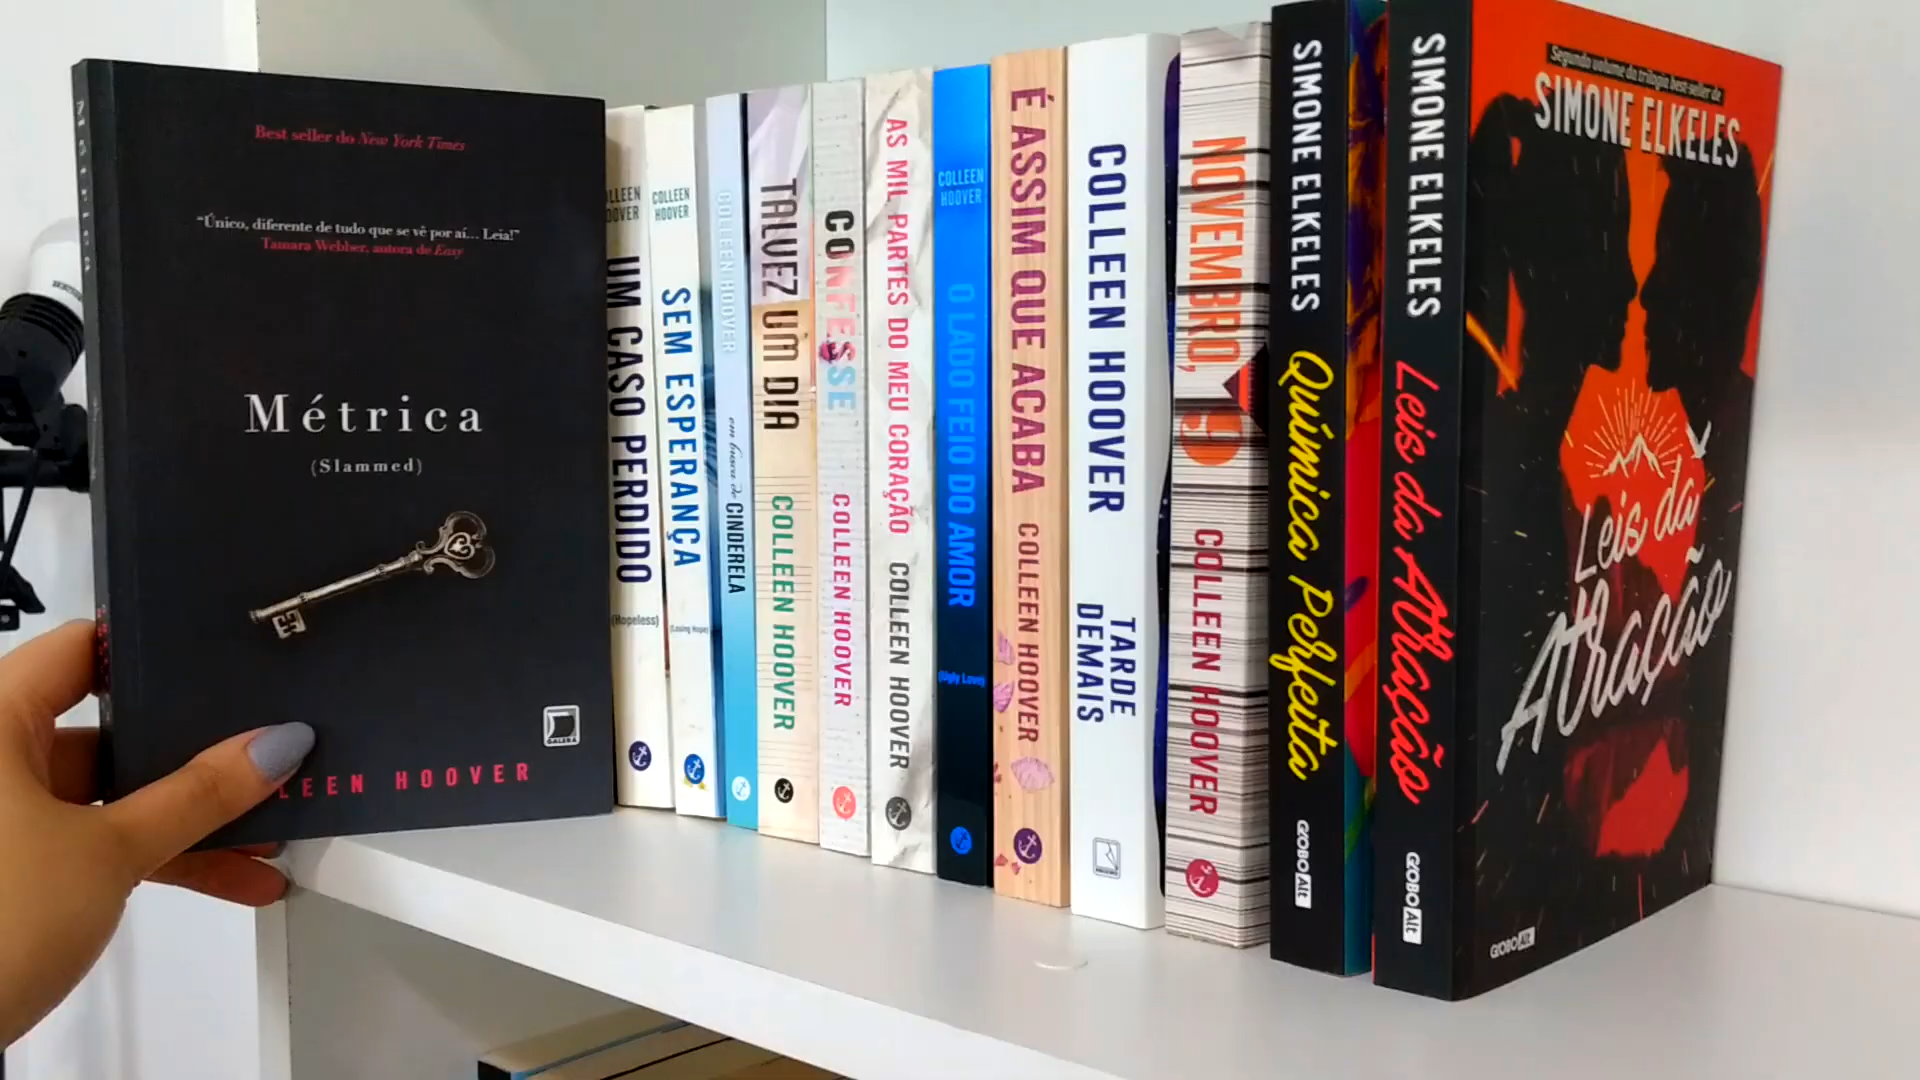 MÉTRICA
Best seller do New York Times
"Único, diferente de tudo que se vê por aí... Leia!"
Tamara Webber, autora de Easy
Métrica
(Slammed)
LEEN HOOVER
COLLEEN
HOOVER
UM CASO PERDIDO
(Hopeless)
COLLEEN
HOOVER
SEM ESPERANÇA
(Losing Hope)
COLLEEN HOOVER
em busca de CINDERELA
TALVEZ UM DIA
COLLEEN HOOVER
CONFESSE
COLLEEN HOOVER
AS MIL PARTES DO MEU CORAÇÃO
COLLEEN HOOVER
COLLEEN
HOOVER
O LADO FEIO DO AMOR
(Ugly Love)
É ASSIM QUE ACABA
COLLEEN HOOVER
COLLEEN HOOVER
TARDE
DEMAIS
NOVEMBRO, 9
COLLEEN HOOVER
SIMONE ELKELES
Química Perfeita
GLOBO Alt
SIMONE ELKELES
Leis da Atração
GLOBO Alt
Segundo volume da trilogia best-seller de
SIMONE ELKELES
Leis da
Atração
GLOBO Alt